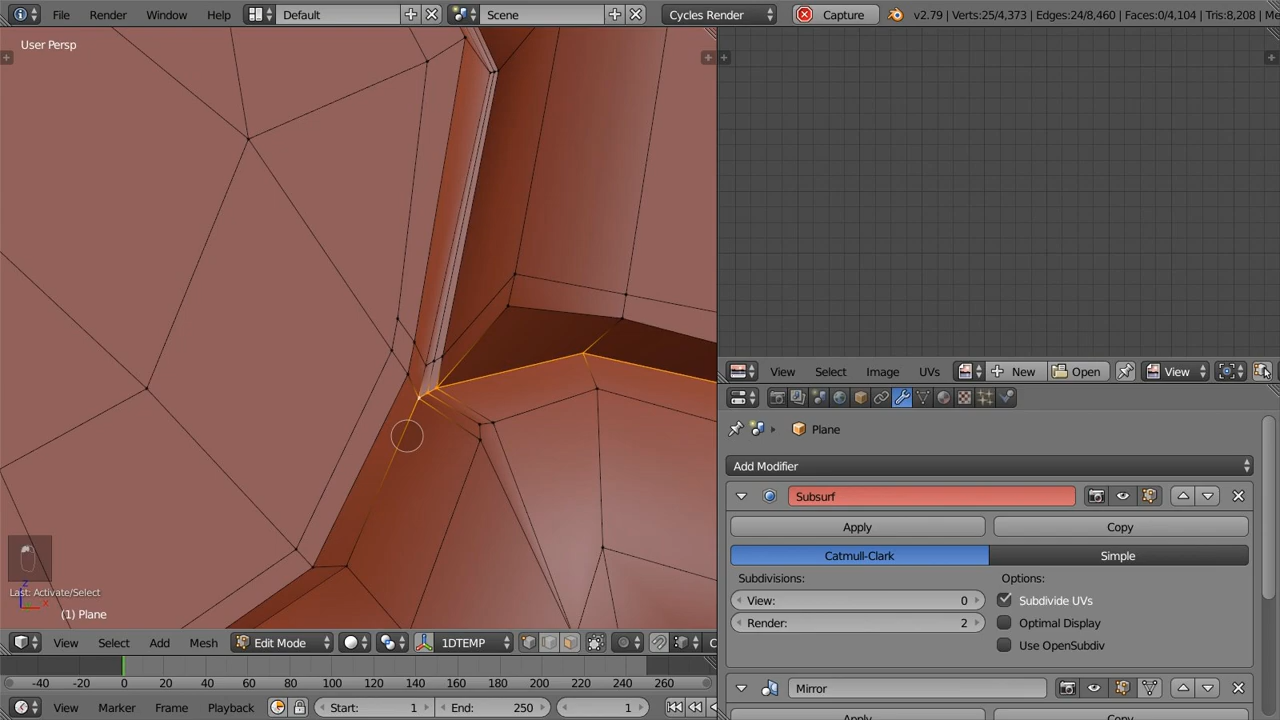 File Render Window Help Default Scene Cycles Render Capture v2.79 | Verts:25/4,373 | Edges:24/8,460 | Faces:0/4,104 | Tris:8,208 | Mem
User Persp
Last: Activate/Select
(1) Plane
View Select Add Mesh Edit Mode 1DTEMP
-40 -20 0 20 40 60 80 100 120 140 160 180 200 220 240 260
View Marker Frame Playback Start: 1 End: 250 1
View Select Image UVs New Open View
Plane
Add Modifier
Subsurf
Apply Copy
Catmull-Clark Simple
Subdivisions: Options:
View: 0 Subdivide UVs
Render: 2 Optimal Display
Use OpenSubdiv
Mirror
Apply Copy